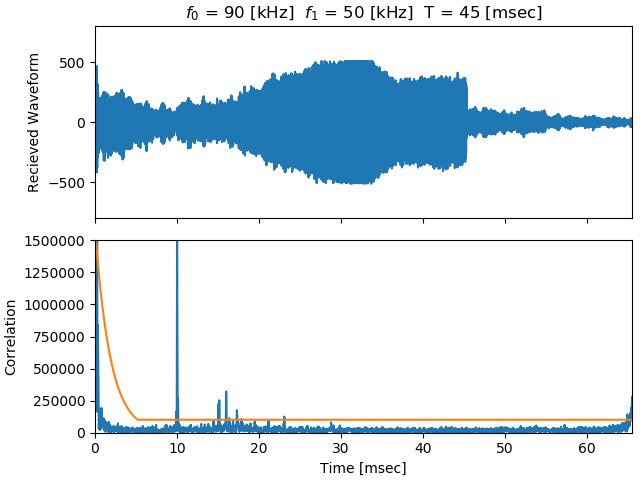 f₀ = 90 [kHz] f₁ = 50 [kHz] T = 45 [msec]
Recieved Waveform
500
0
−500
Correlation
1500000
1250000
1000000
750000
500000
250000
0
0 10 20 30 40 50 60
Time [msec]